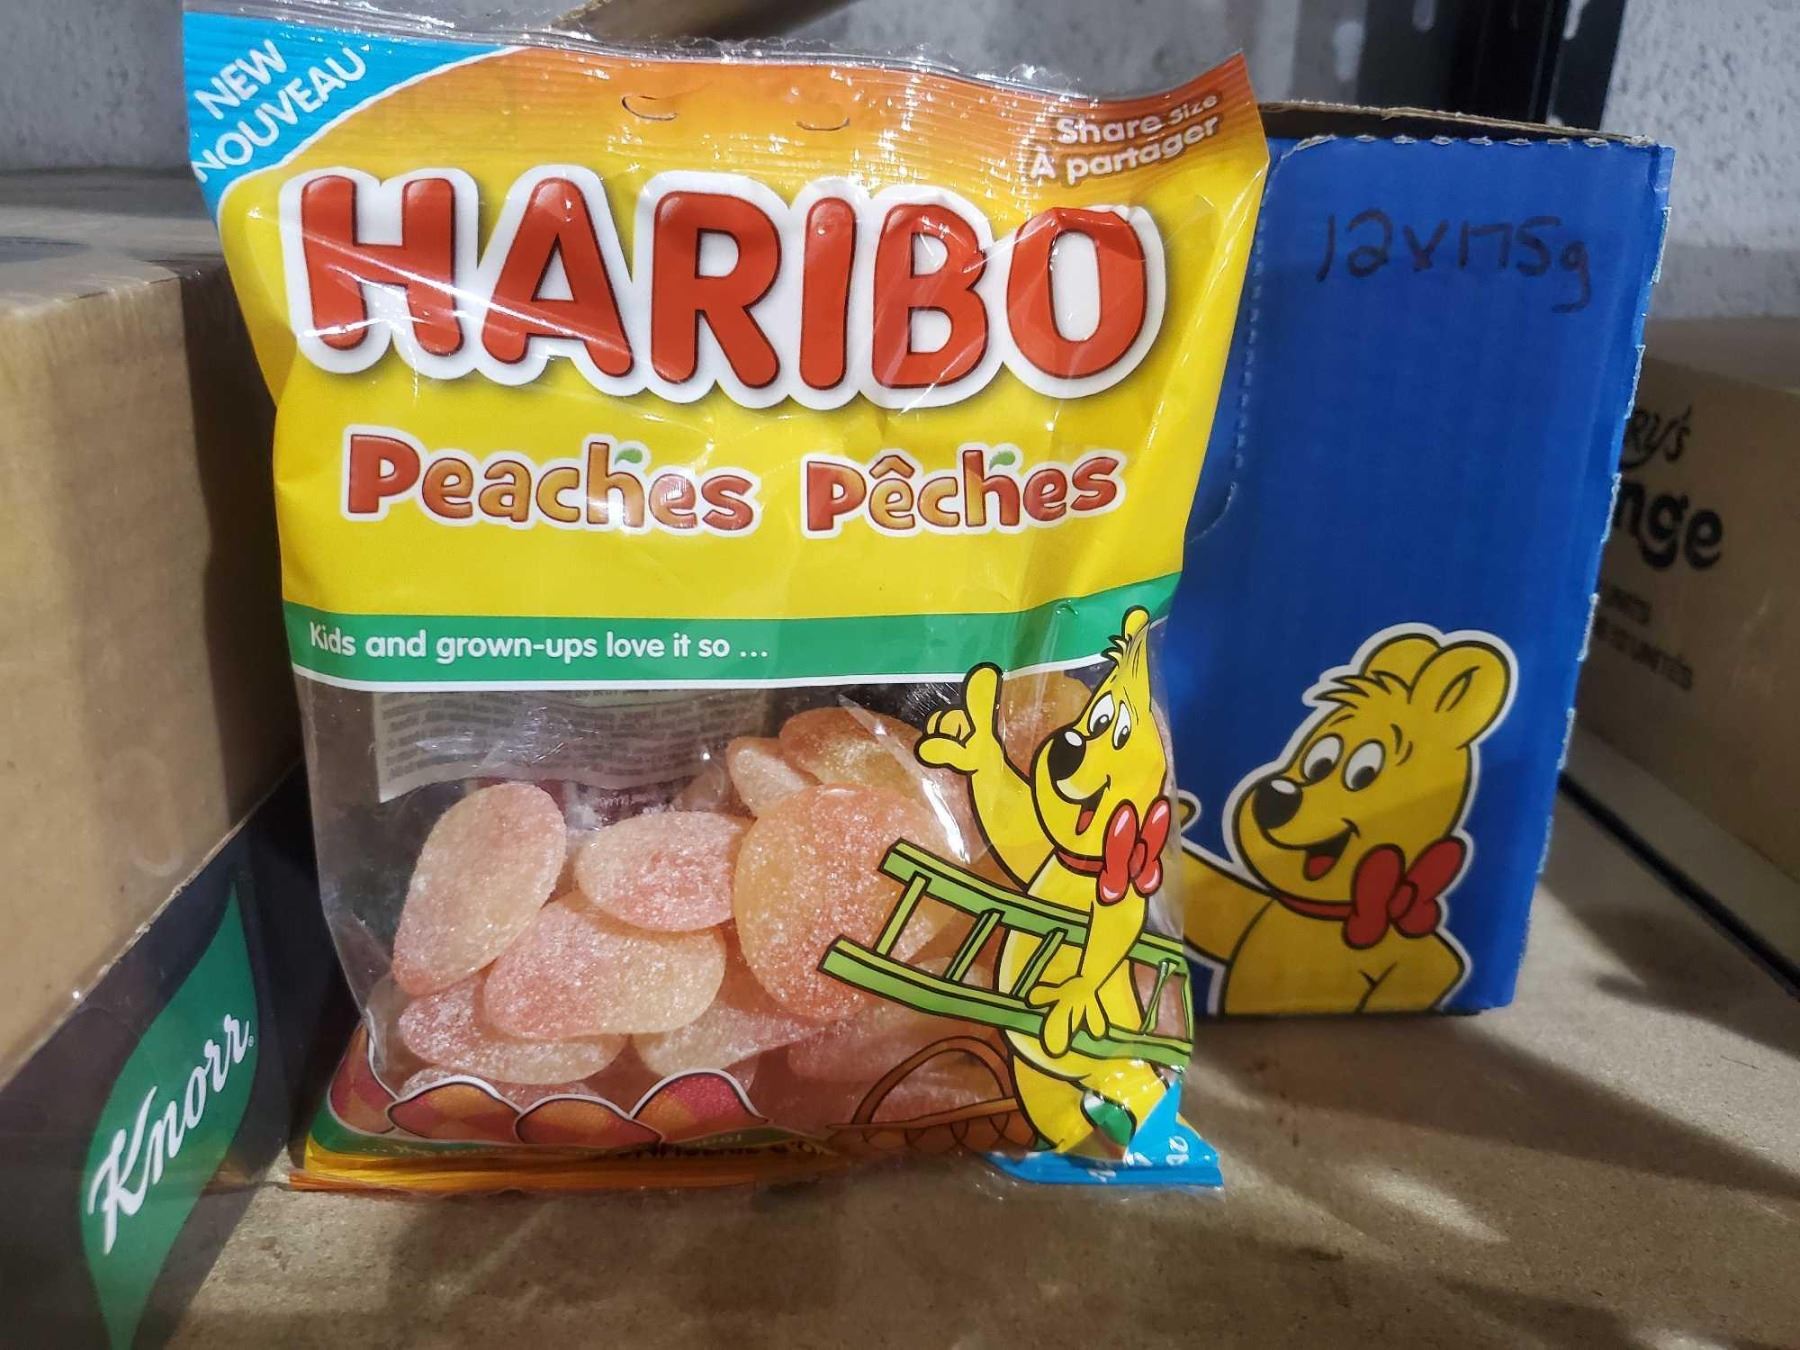 NEW
NOUVEAU
Share Size
À partager
HARIBO
Peaches Pêches
Kids and grown-ups love it so ...
12x175g
Knorr